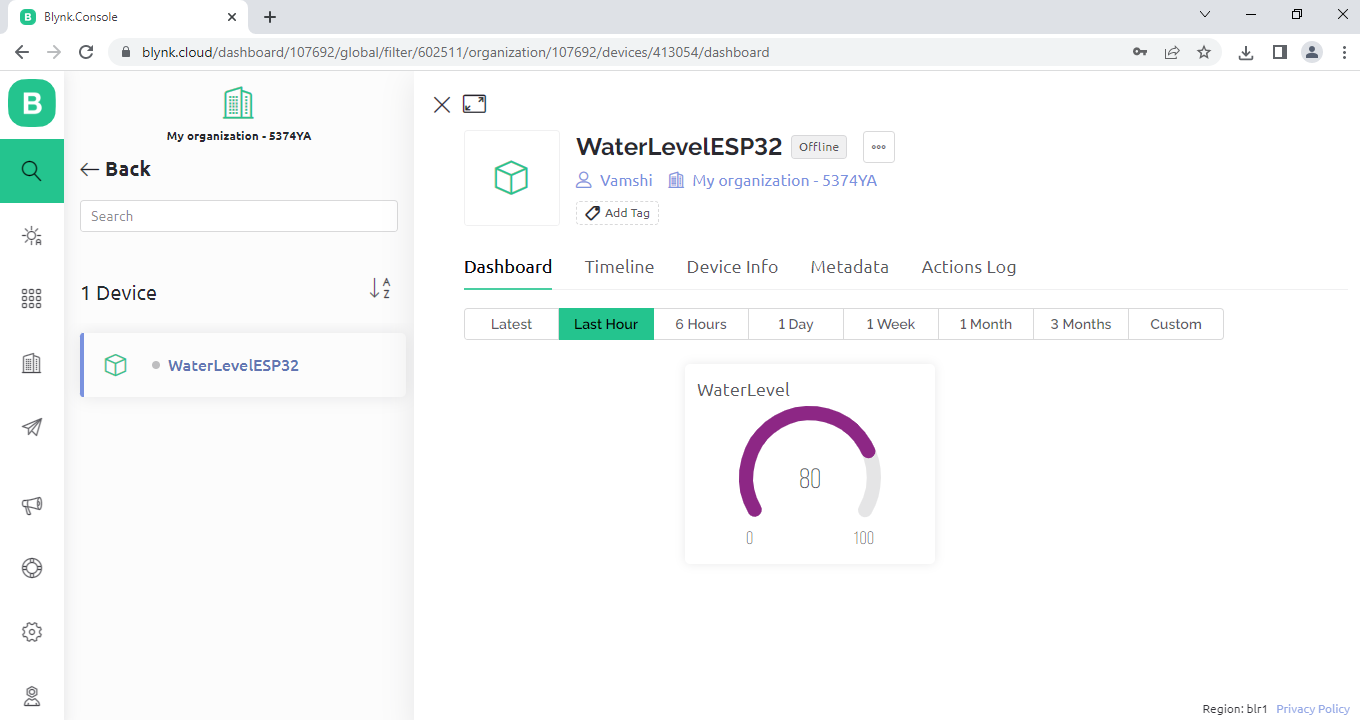 Blynk.Console
blynk.cloud/dashboard/107692/global/filter/602511/organization/107692/devices/413054/dashboard
B
My organization - 5374YA
Back
Search
1 Device
A
Z
WaterLevelESP32
WaterLevelESP32 Offline
Vamshi My organization - 5374YA
Add Tag
Dashboard Timeline Device Info Metadata Actions Log
Latest Last Hour 6 Hours 1 Day 1 Week 1 Month 3 Months Custom
WaterLevel
80
0 100
Region: blr1 Privacy Policy